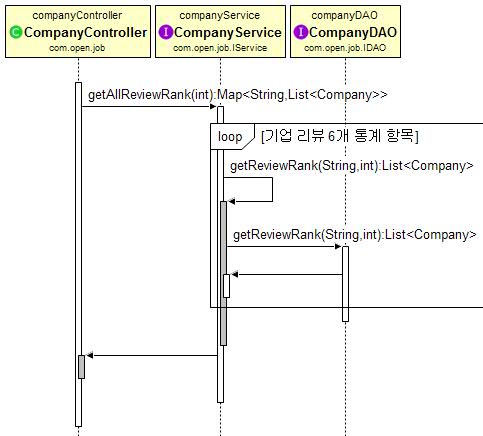 companyController
C CompanyController
com.open.job
companyService
I CompanyService
com.open.job.IService
companyDAO
I CompanyDAO
com.open.job.IDAO
getAllReviewRank(int):Map<String,List<Company>>
loop [기업 리뷰 6개 통계 항목]
getReviewRank(String,int):List<Company>
getReviewRank(String,int):List<Company>